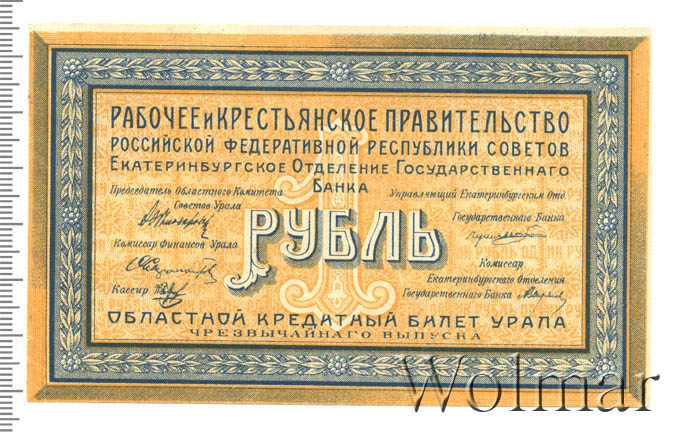 РАБОЧЕЕ и КРЕСТЬЯНСКОЕ ПРАВИТЕЛЬСТВО
РОССИЙСКОЙ ФЕДЕРАТИВНОЙ РЕСПУБЛИКИ СОВЕТОВ
ЕКАТЕРИНБУРГСКОЕ ОТДЕЛЕНИЕ ГОСУДАРСТВЕННАГО
БАНКА
Председатель Областного Комитета
Советов Урала
Комиссар Финансов Урала
Кассир
Управляющий Екатеринбургским Отд.
Государственнаго Банка
Комиссар
Екатеринбургскаго Отделения
Государственнаго Банка
1
РУБЛЬ
ОБЛАСТНОЙ КРЕДИТНЫЙ БИЛЕТ УРАЛА
ЧРЕЗВЫЧАЙНАГО ВЫПУСКА
Wolmar